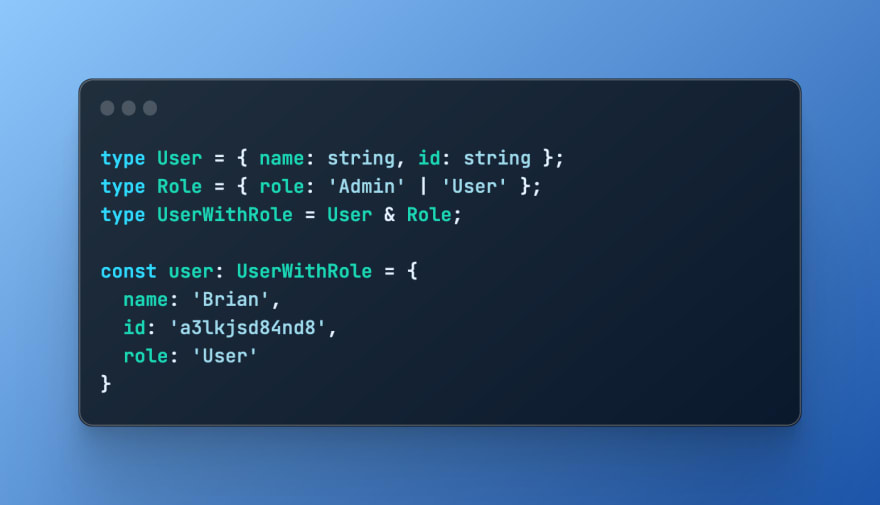 type User = { name: string, id: string };
type Role = { role: 'Admin' | 'User' };
type UserWithRole = User & Role;

const user: UserWithRole = {
  name: 'Brian',
  id: 'a3lkjsd84nd8',
  role: 'User'
}